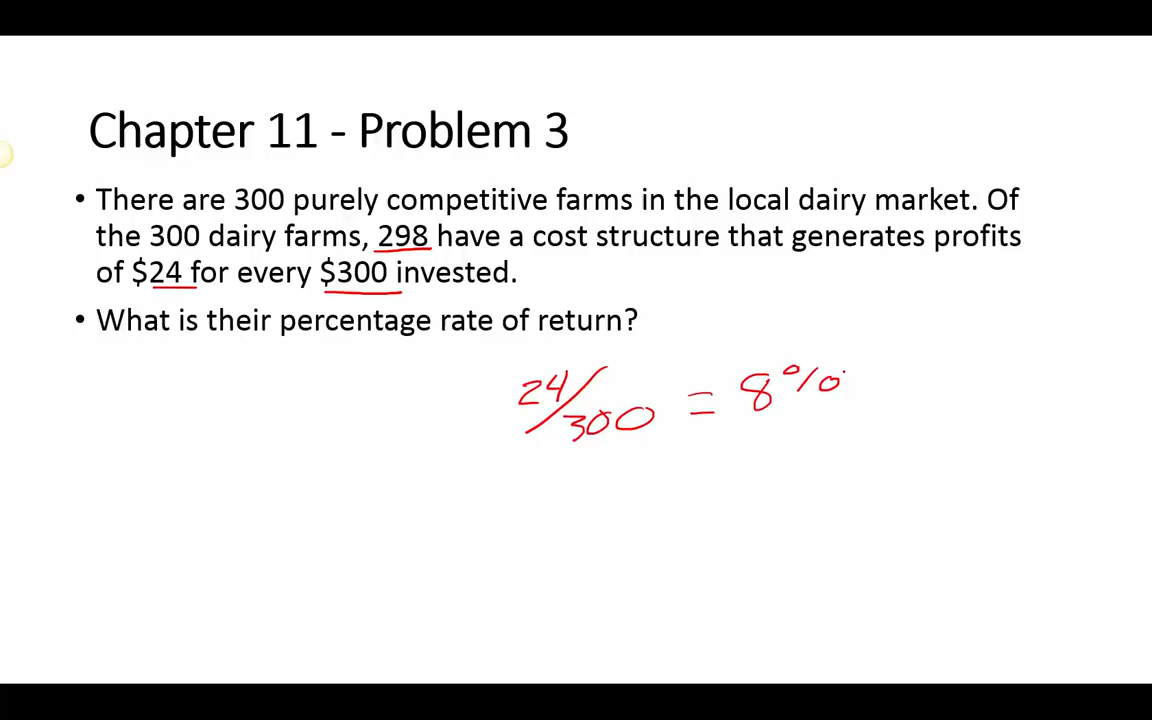 Chapter 11 - Problem 3
• There are 300 purely competitive farms in the local dairy market. Of
the 300 dairy farms, 298 have a cost structure that generates profits
of $24 for every $300 invested.
• What is their percentage rate of return?
24/300 = 8%